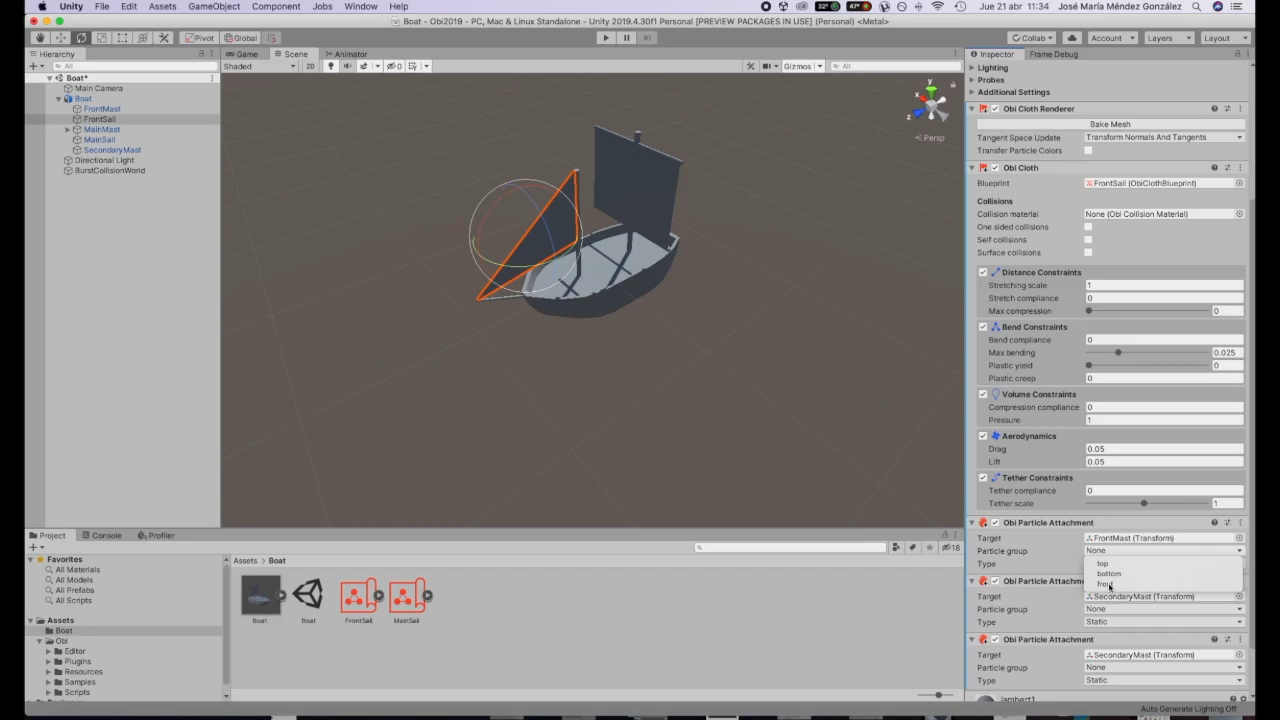 Unity File Edit Assets GameObject Component Jobs Window Help 32° 47° Jue 21 abr 11:34 José María Méndez González
Boat - Obi2019 - PC, Mac & Linux Standalone - Unity 2019.4.30f1 Personal [PREVIEW PACKAGES IN USE] (Personal) <Metal>
Pivot Global Collab Account Layers Layout
Hierarchy
All
Boat*
Main Camera
Boat
FrontMast
FrontSail
MainMast
MainSail
SecondaryMast
Directional Light
BurstCollisionWorld
Game Scene Animator
Shaded 2D 0 Gizmos All
y
x
z
Persp
Inspector Frame Debug
Lighting
Probes
Additional Settings
Obi Cloth Renderer
Bake Mesh
Tangent Space Update Transform Normals And Tangents
Transfer Particle Colors
Obi Cloth
Blueprint FrontSail (ObiClothBlueprint)
Collisions
Collision material None (Obi Collision Material)
One sided collisions
Self collisions
Surface collisions
Distance Constraints
Stretching scale 1
Stretch compliance 0
Max compression 0
Bend Constraints
Bend compliance 0
Max bending 0.025
Plastic yield 0
Plastic creep 0
Volume Constraints
Compression compliance 0
Pressure 1
Aerodynamics
Drag 0.05
Lift 0.05
Tether Constraints
Tether compliance 0
Tether scale 1
Obi Particle Attachment
Target FrontMast (Transform)
Particle group None
Type
top
bottom
front
Obi Particle Attachm
Target SecondaryMast (Transform)
Particle group None
Type Static
Obi Particle Attachment
Target SecondaryMast (Transform)
Particle group None
Type Static
lambert1
Project Console Profiler
18
Favorites
All Materials
All Models
All Prefabs
All Scripts
Assets
Boat
Obi
Editor
Plugins
Resources
Samples
Scripts
Assets > Boat
Boat Boat FrontSail MainSail
Auto Generate Lighting Off